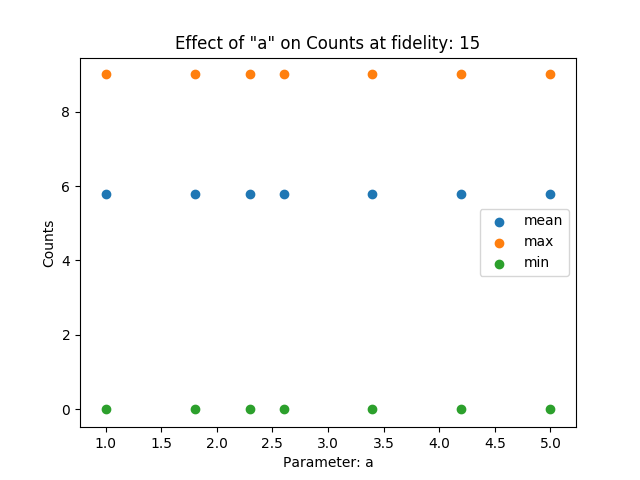 Effect of "a" on Counts at fidelity: 15
Counts
8
6
4
2
0
mean
max
min
1.0 1.5 2.0 2.5 3.0 3.5 4.0 4.5 5.0
Parameter: a